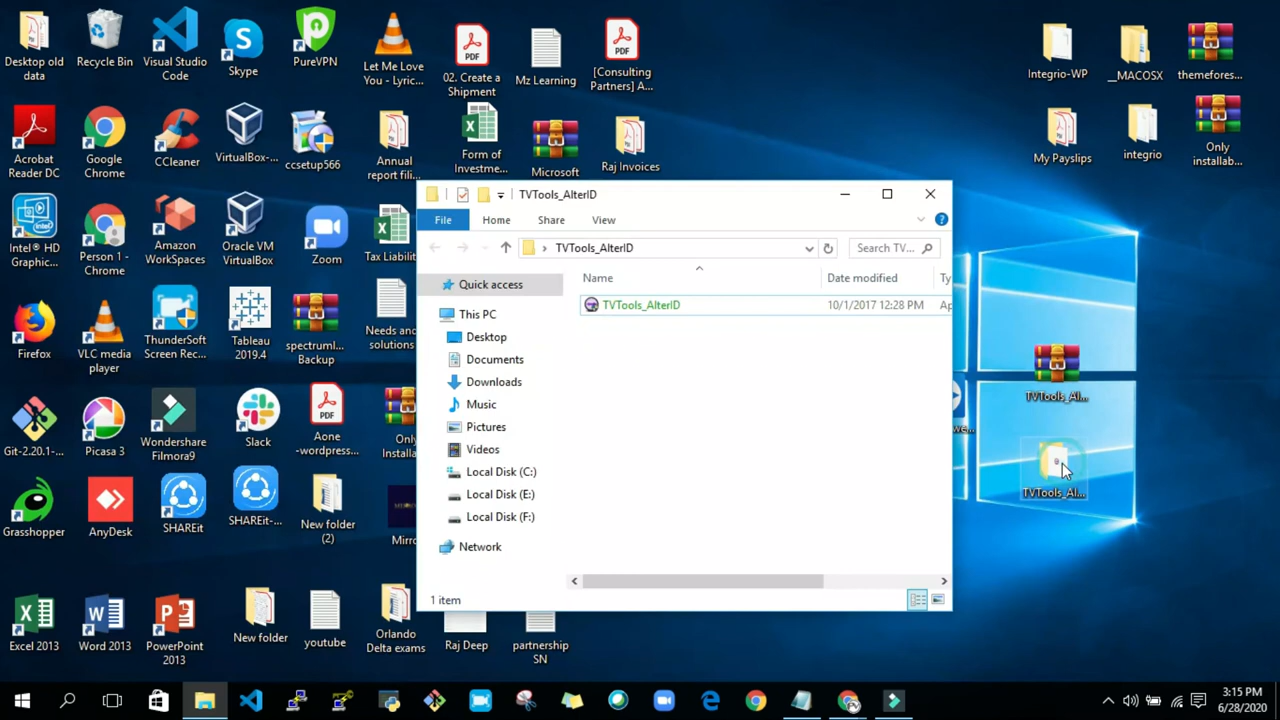 Desktop old
data
Recycle Bin
Visual Studio
Code
Skype
PureVPN
Let Me Love
You - Lyric...
02. Create a
Shipment
Mz Learning
[Consulting
Partners] A...
Integrio-WP
__MACOSX
themefores...
Acrobat
Reader DC
Google
Chrome
CCleaner
VirtualBox-...
ccsetup566
Annual
report fili...
Form of
Investme...
Microsoft
Raj Invoices
My Payslips
integrio
Only
installab...
TVTools_AlterID
File
Home
Share
View
TVTools_AlterID
Search TV...
Name
Date modified
Ty
Quick access
TVTools_AlterID
10/1/2017 12:28 PM
Ap
This PC
Desktop
Documents
Downloads
Music
Pictures
Videos
Local Disk (C:)
Local Disk (E:)
Local Disk (F:)
Network
1 item
Intel® HD
Graphic...
Person 1 -
Chrome
Amazon
WorkSpaces
Oracle VM
VirtualBox
Zoom
Tax Liabilit
Firefox
VLC media
player
ThunderSoft
Screen Rec...
Tableau
2019.4
spectruml...
Backup
Needs and
solutions
TVTools_Al...
Git-2.20.1-...
Picasa 3
Wondershare
Filmora9
Slack
Aone
-wordpress...
Only
Installa
we...
TVTools_Al...
Grasshopper
AnyDesk
SHAREit
SHAREit-...
New folder
(2)
Mirro
Excel 2013
Word 2013
PowerPoint
2013
New folder
youtube
Orlando
Delta exams
Raj Deep
partnership
SN
3:15 PM
6/28/2020